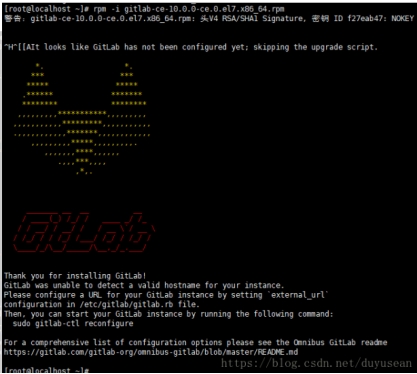 [root@localhost ~]# rpm -i gitlab-ce-10.0.0-ce.0.el7.x86_64.rpm
警告：gitlab-ce-10.0.0-ce.0.el7.x86_64.rpm: 头V4 RSA/SHA1 Signature, 密钥 ID f27eab47: NOKEY
^H^[[AIt looks like GitLab has not been configured yet; skipping the upgrade script.
GitLab
Thank you for installing GitLab!
GitLab was unable to detect a valid hostname for your instance.
Please configure a URL for your GitLab instance by setting `external_url`
configuration in /etc/gitlab/gitlab.rb file.
Then, you can start your GitLab instance by running the following command:
sudo gitlab-ctl reconfigure
For a comprehensive list of configuration options please see the Omnibus GitLab readme
https://gitlab.com/gitlab-org/omnibus-gitlab/blob/master/README.md
[root@localhost ~]#
https://blog.csdn.net/duyusean